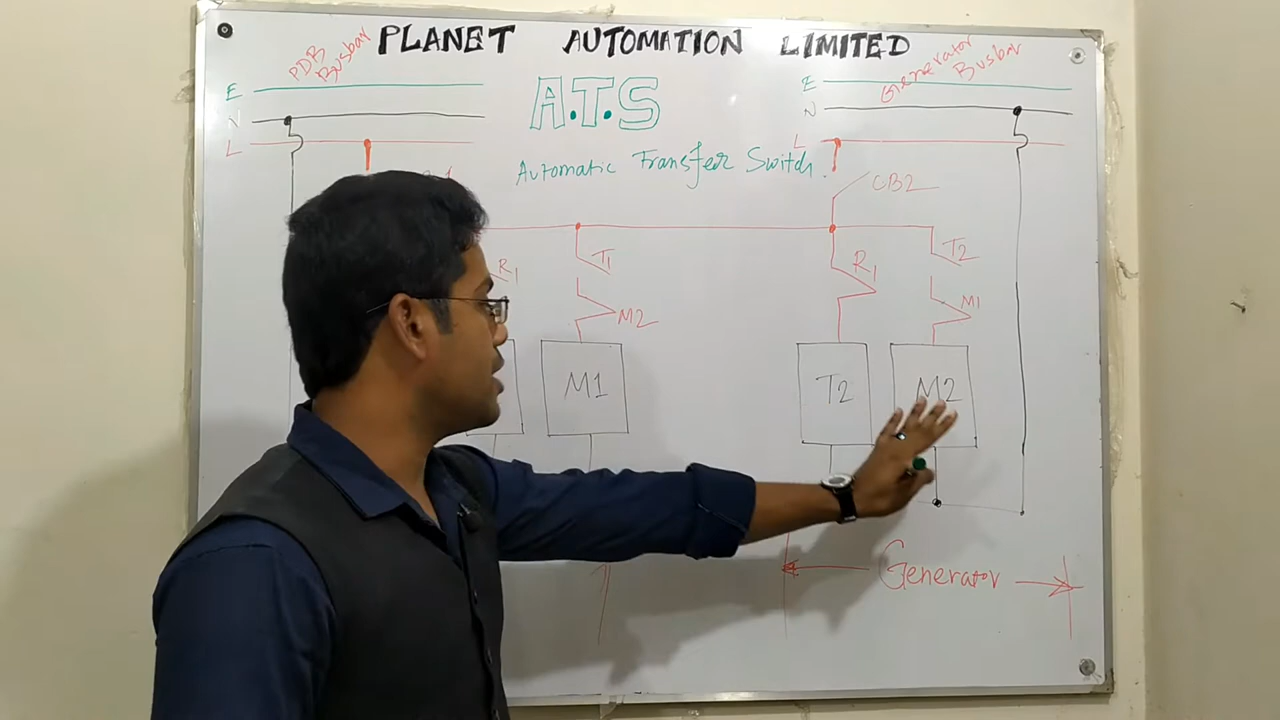 PLANET AUTOMATION LIMITED
PDB
Busbar
Generator
Busbar
E
N
L
E
N
L
A.T.S
Automatic Transfer Switch.
CB2
R1
T1
M2
R1
T2
M1
M1
T2
M2
Generator